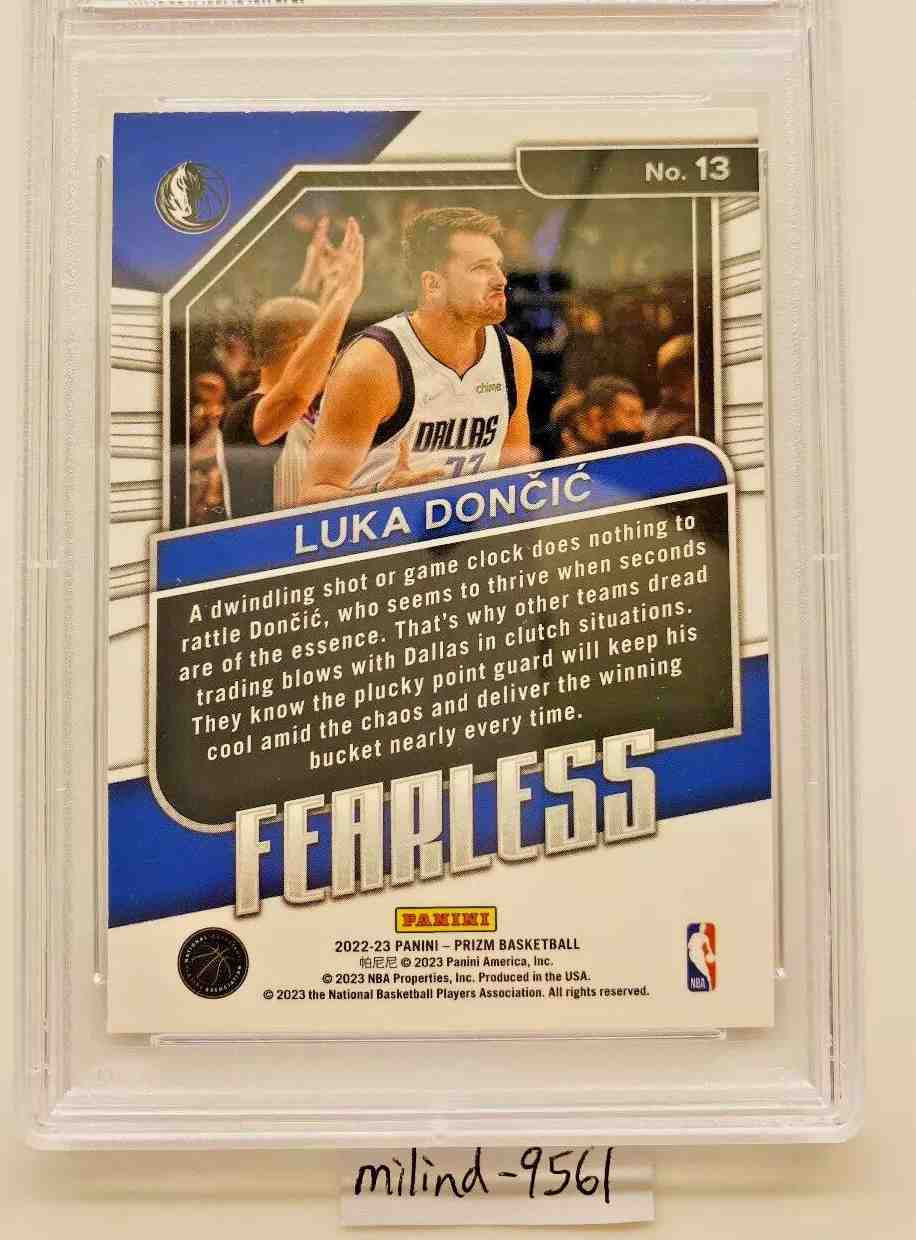 No. 13
chime
DALLAS
77
LUKA DONČIĆ
A dwindling shot or game clock does nothing to
rattle Dončić, who seems to thrive when seconds
are of the essence. That's why other teams dread
trading blows with Dallas in clutch situations.
They know the plucky point guard will keep his
cool amid the chaos and deliver the winning
bucket nearly every time.
FEARLESS
PANINI
2022-23 PANINI – PRIZM BASKETBALL
帕尼尼 © 2023 Panini America, Inc.
© 2023 NBA Properties, Inc. Produced in the USA.
© 2023 the National Basketball Players Association. All rights reserved.
NBA
milind-9561